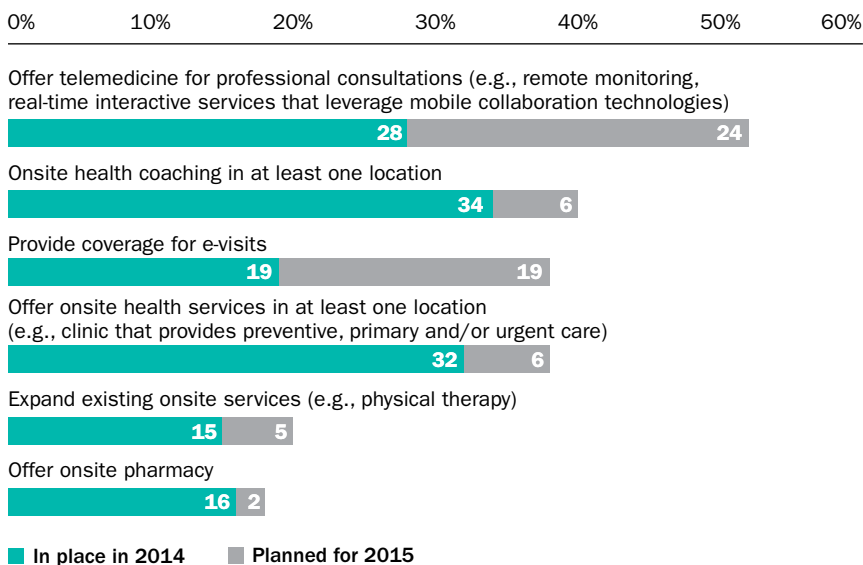 0% 10% 20% 30% 40% 50% 60%
Offer telemedicine for professional consultations (e.g., remote monitoring,
real-time interactive services that leverage mobile collaboration technologies)
28 24
Onsite health coaching in at least one location
34 6
Provide coverage for e-visits
19 19
Offer onsite health services in at least one location
(e.g., clinic that provides preventive, primary and/or urgent care)
32 6
Expand existing onsite services (e.g., physical therapy)
15 5
Offer onsite pharmacy
16 2
In place in 2014 Planned for 2015